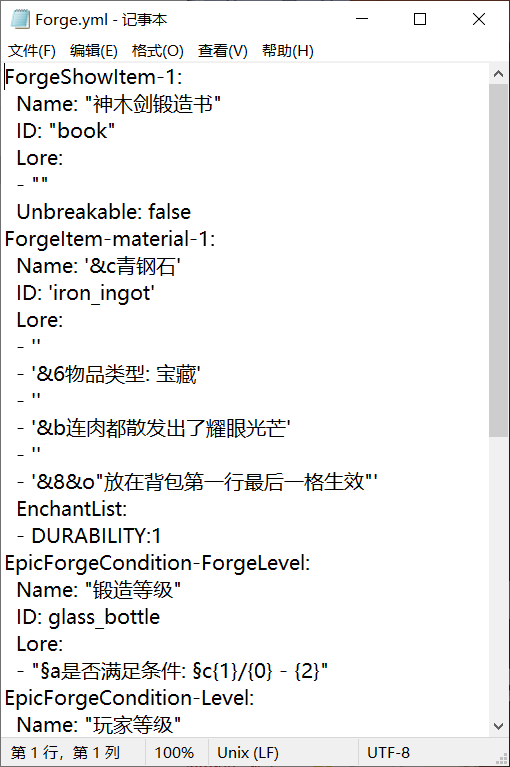 Forge.yml - 记事本
文件(F) 编辑(E) 格式(O) 查看(V) 帮助(H)
ForgeShowItem-1:
  Name: "神木剑锻造书"
  ID: "book"
  Lore:
  - ""
  Unbreakable: false
ForgeItem-material-1:
  Name: '&c青钢石'
  ID: 'iron_ingot'
  Lore:
  - ''
  - '&6物品类型: 宝藏'
  - ''
  - '&b连肉都散发出了耀眼光芒'
  - ''
  - '&8&o"放在背包第一行最后一格生效"'
  EnchantList:
  - DURABILITY:1
EpicForgeCondition-ForgeLevel:
  Name: "锻造等级"
  ID: glass_bottle
  Lore:
  - "§a是否满足条件: §c{1}/{0} - {2}"
EpicForgeCondition-Level:
  Name: "玩家等级"
第 1 行，第 1 列 100% Unix (LF) UTF-8